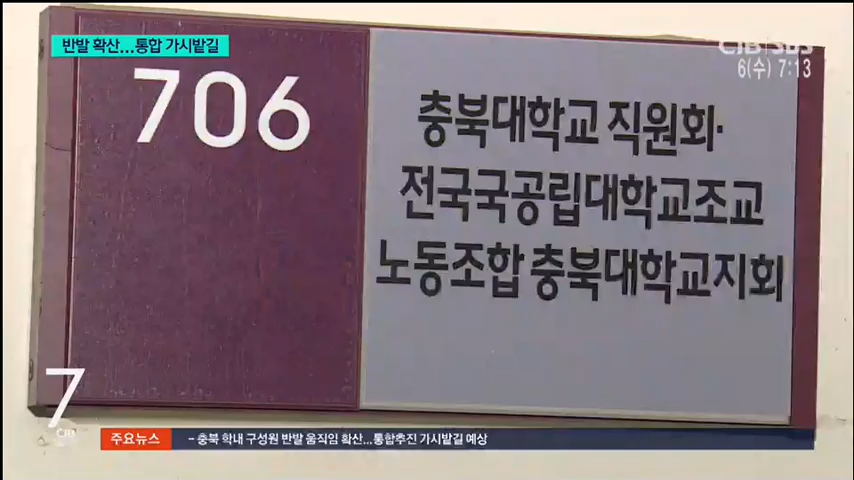 반발 확산...통합 가시밭길
CJB SBS
6(수) 7:13
706
충북대학교 직원회·
전국국공립대학교조교
노동조합 충북대학교지회
7
CJB
주요뉴스
- 충북 학내 구성원 반발 움직임 확산...통합추진 가시밭길 예상